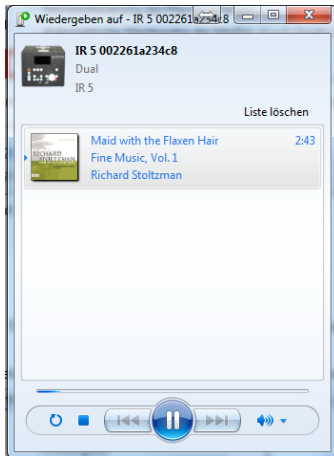 Wiedergeben auf - IR 5 002261a234c8
IR 5 002261a234c8
Dual
IR 5
Liste löschen
Maid with the Flaxen Hair 2:43
Fine Music, Vol. 1
Richard Stoltzman
RICHARD
STOLTZMAN